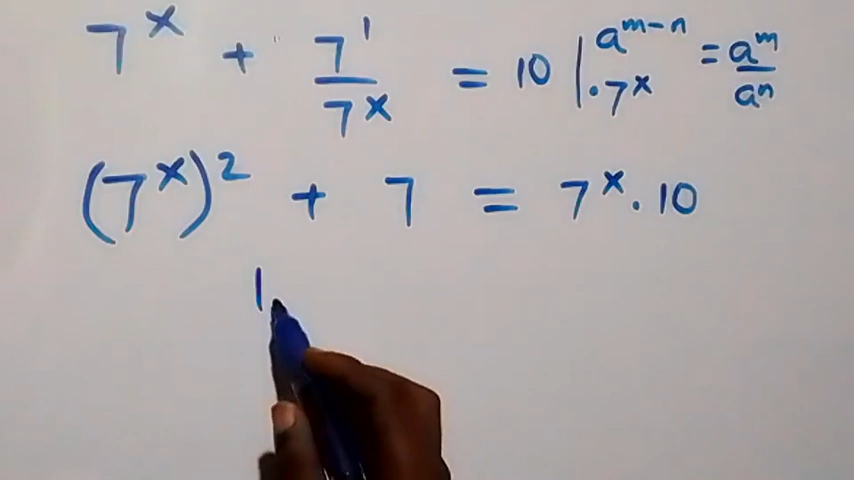 7^x + 7^1/7^x = 10 | a^{m-n} = a^m/a^n
·7^x
(7^x)^2 + 7 = 7^x · 10